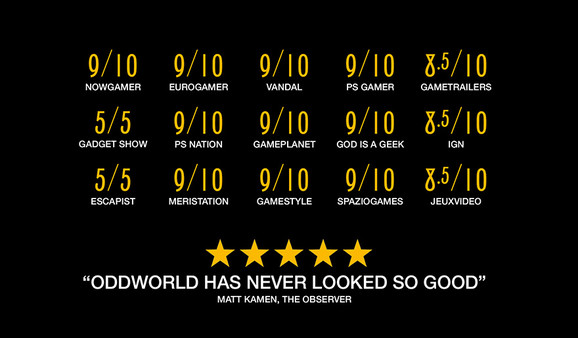 9/10 9/10 9/10 9/10 8.5/10
NOWGAMER EUROGAMER VANDAL PS GAMER GAMETRAILERS
5/5 9/10 9/10 9/10 8.5/10
GADGET SHOW PS NATION GAMEPLANET GOD IS A GEEK IGN
5/5 9/10 9/10 9/10 8.5/10
ESCAPIST MERISTATION GAMESTYLE SPAZIOGAMES JEUXVIDEO
“ODDWORLD HAS NEVER LOOKED SO GOOD”
MATT KAMEN, THE OBSERVER